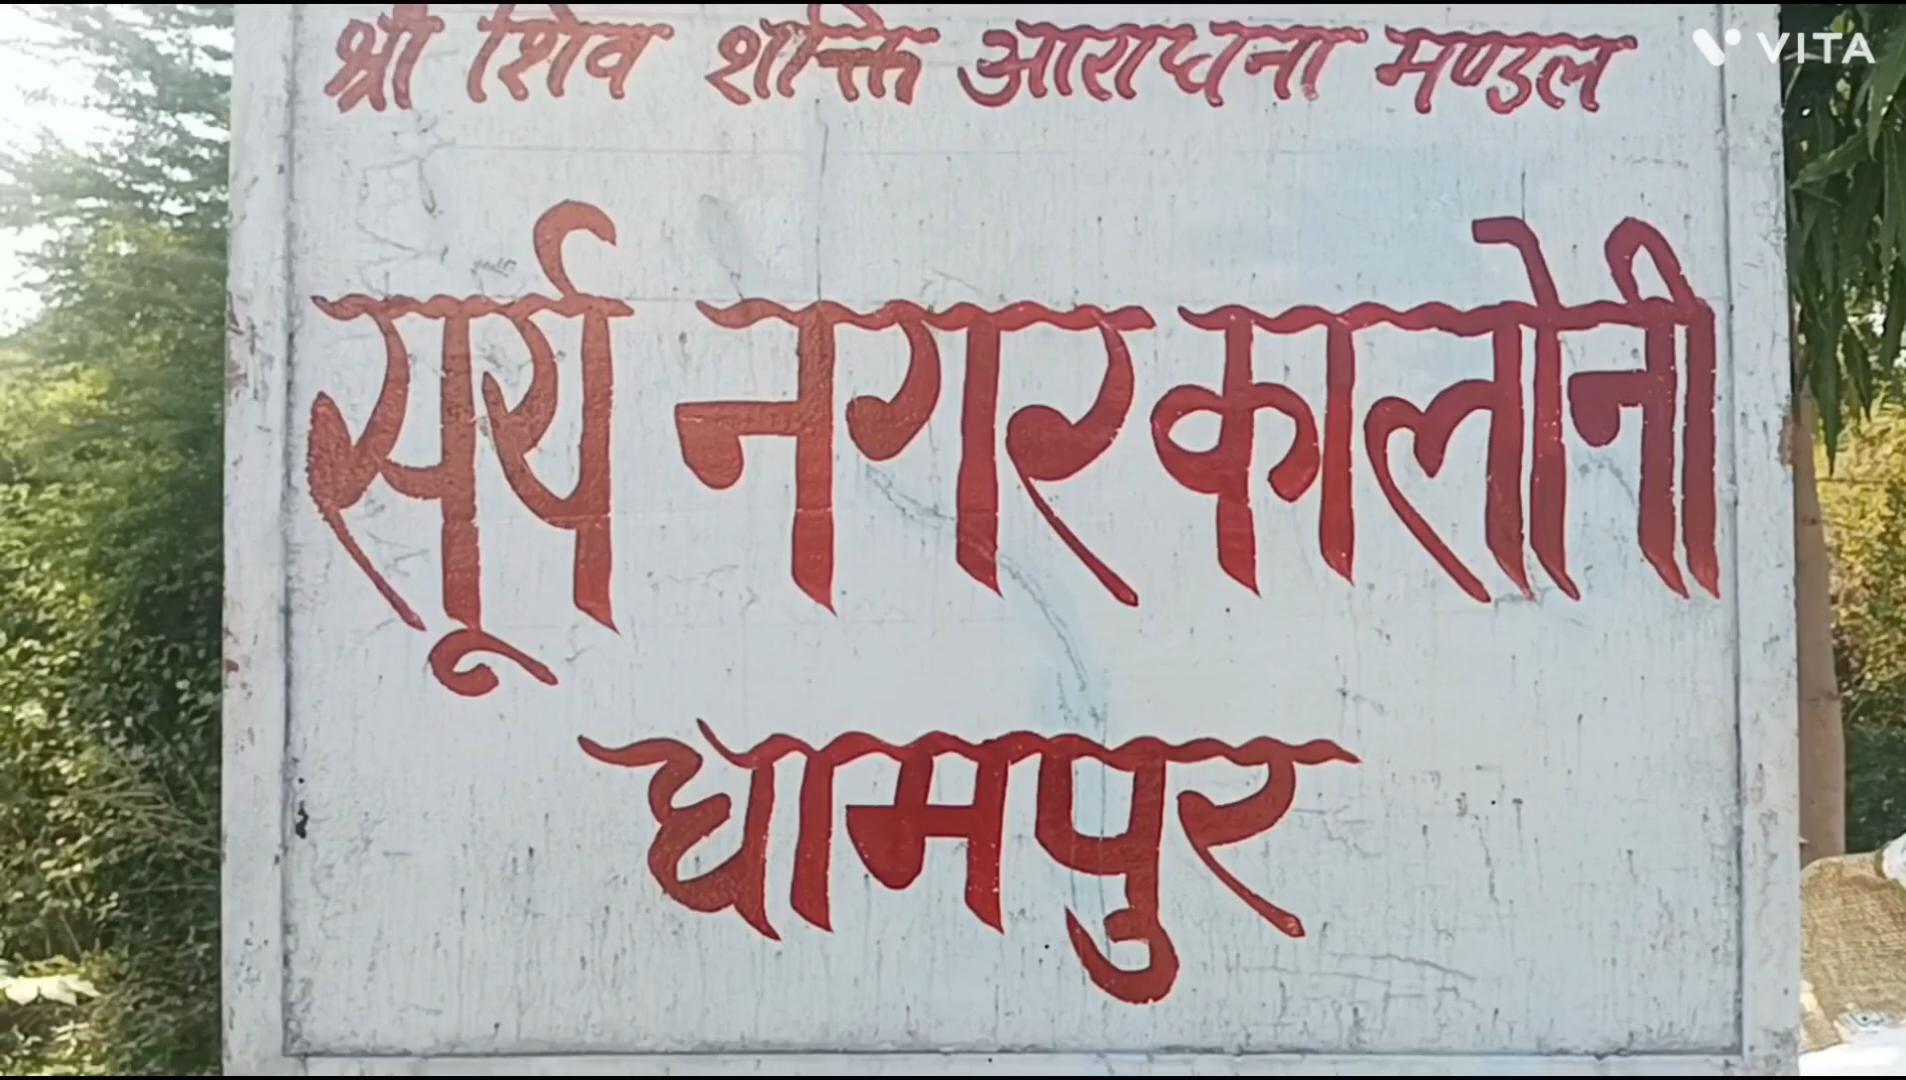 श्री शिव शक्ति आराधना मण्डल
VITA
सूर्य नगर कालोनी
धामपुर